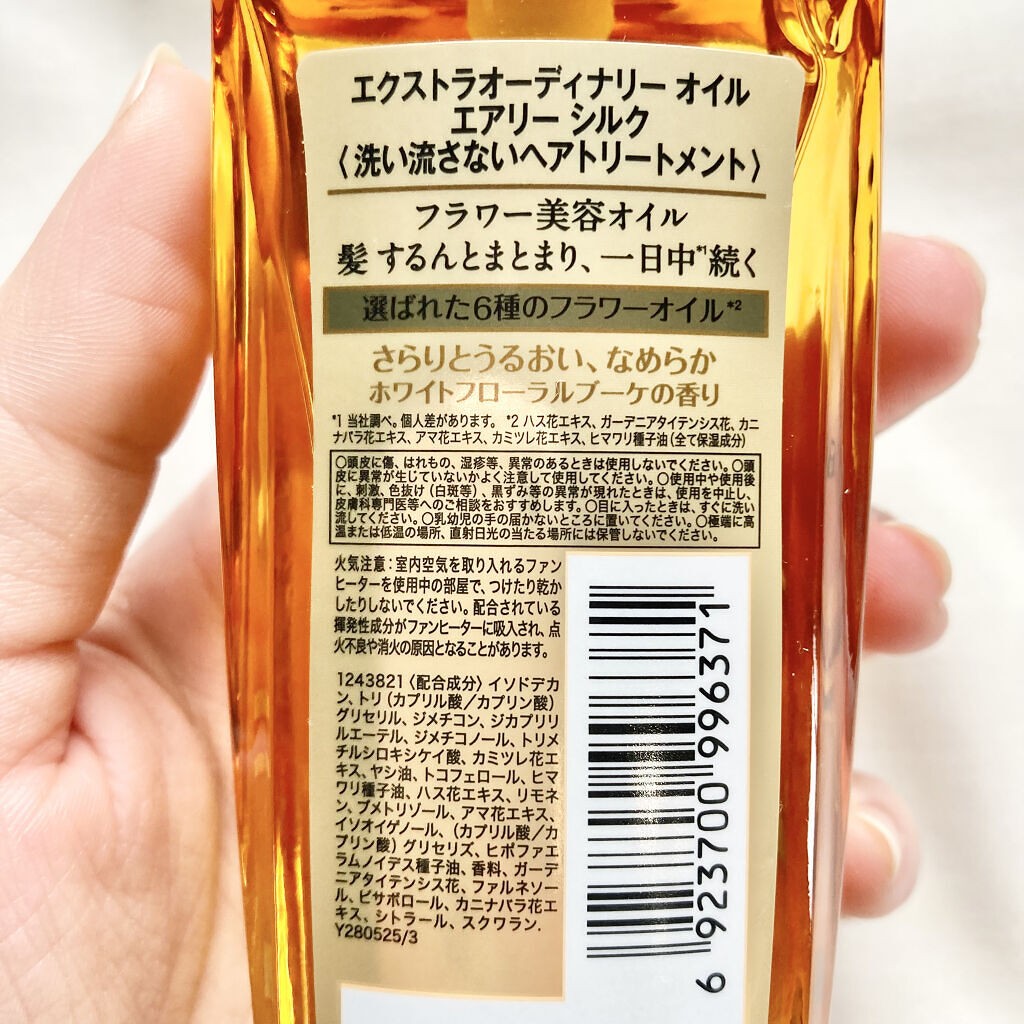 エクストラオーディナリー オイル
エアリー シルク
〈洗い流さないヘアトリートメント〉
フラワー美容オイル
髪 するんとまとまり、一日中*1続く
選ばれた6種のフラワーオイル*2
さらりとうるおい、なめらか
ホワイトフローラルブーケの香り
*1 当社調べ。個人差があります。 *2 ハス花エキス、ガーデニアタイテンシス花、カニ
ナバラ花エキス、アマ花エキス、カミツレ花エキス、ヒマワリ種子油（全て保湿成分）
○頭皮に傷、はれもの、湿疹等、異常のあるときは使用しないでください。○頭
皮に異常が生じていないかよく注意して使用してください。○使用中や使用後
に、刺激、色抜け（白斑等）、黒ずみ等の異常が現れたときは、使用を中止し、
皮膚科専門医等へのご相談をおすすめします。○目に入ったときは、すぐに洗い
流してください。○乳幼児の手の届かないところに置いてください。○極端に高
温または低温の場所、直射日光の当たる場所には保管しないでください。
火気注意：室内空気を取り入れるファン
ヒーターを使用中の部屋で、つけたり乾か
したりしないでください。配合されている
揮発性成分がファンヒーターに吸入され、点
火不良や消火の原因となることがあります。
1243821〈配合成分〉イソドデカ
ン、トリ（カプリル酸／カプリン酸）
グリセリル、ジメチコン、ジカプリリ
ルエーテル、ジメチコノール、トリメ
チルシロキシケイ酸、カミツレ花エ
キス、ヤシ油、トコフェロール、ヒマ
ワリ種子油、ハス花エキス、リモネ
ン、ブメトリゾール、アマ花エキス、
イソオイゲノール、（カプリル酸／カ
プリン酸）グリセリズ、ヒポファエ
ラムノイデス種子油、香料、ガーデ
ニアタイテンシス花、ファルネソー
ル、ビサボロール、カニナバラ花エ
キス、シトラール、スクワラン.
Y280525/3
6 923700 996371